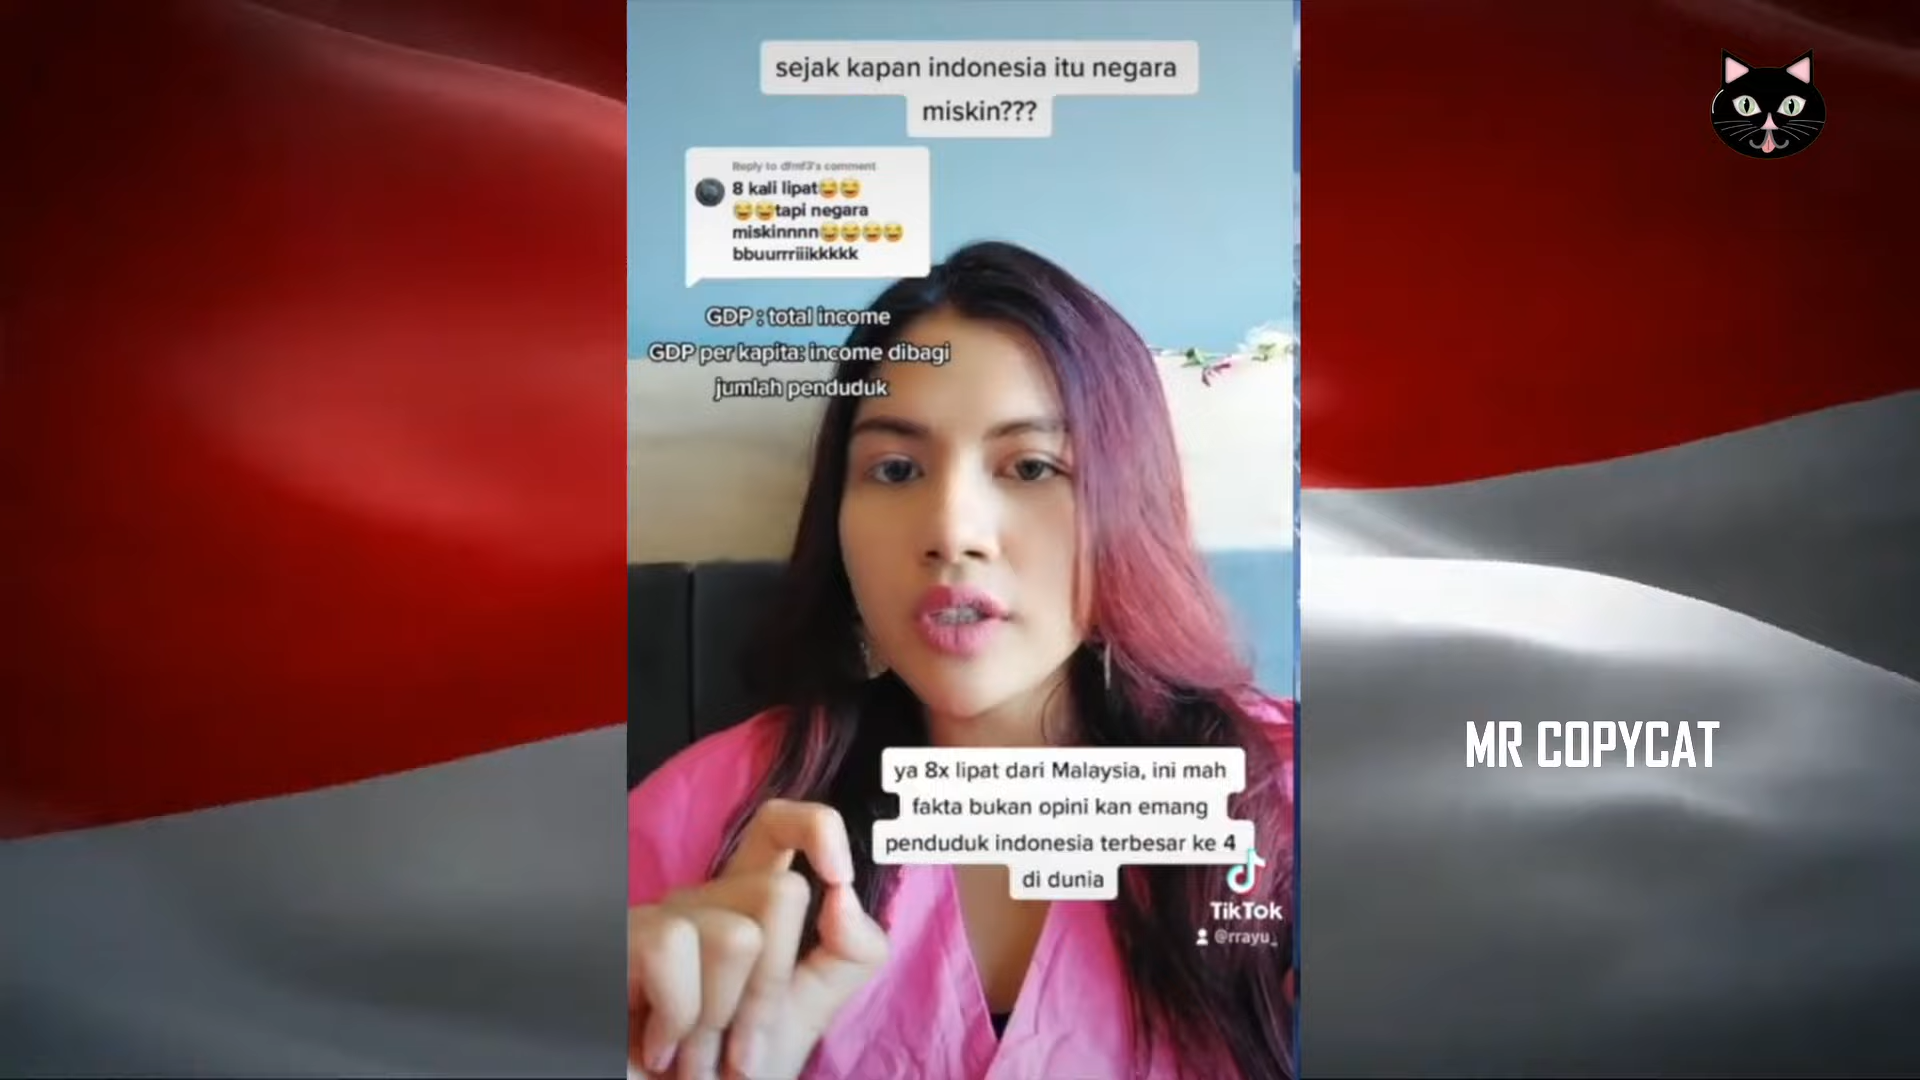 sejak kapan indonesia itu negara
miskin???
Reply to dfmf3's comment
8 kali lipat😂😂
😂😂tapi negara
miskinnnn😂😂😂😂
bbuurrriiikkkkk
GDP : total income
GDP per kapita: income dibagi
jumlah penduduk
ya 8x lipat dari Malaysia, ini mah
fakta bukan opini kan emang
penduduk indonesia terbesar ke 4
di dunia
TikTok
@rrayu_
MR COPYCAT